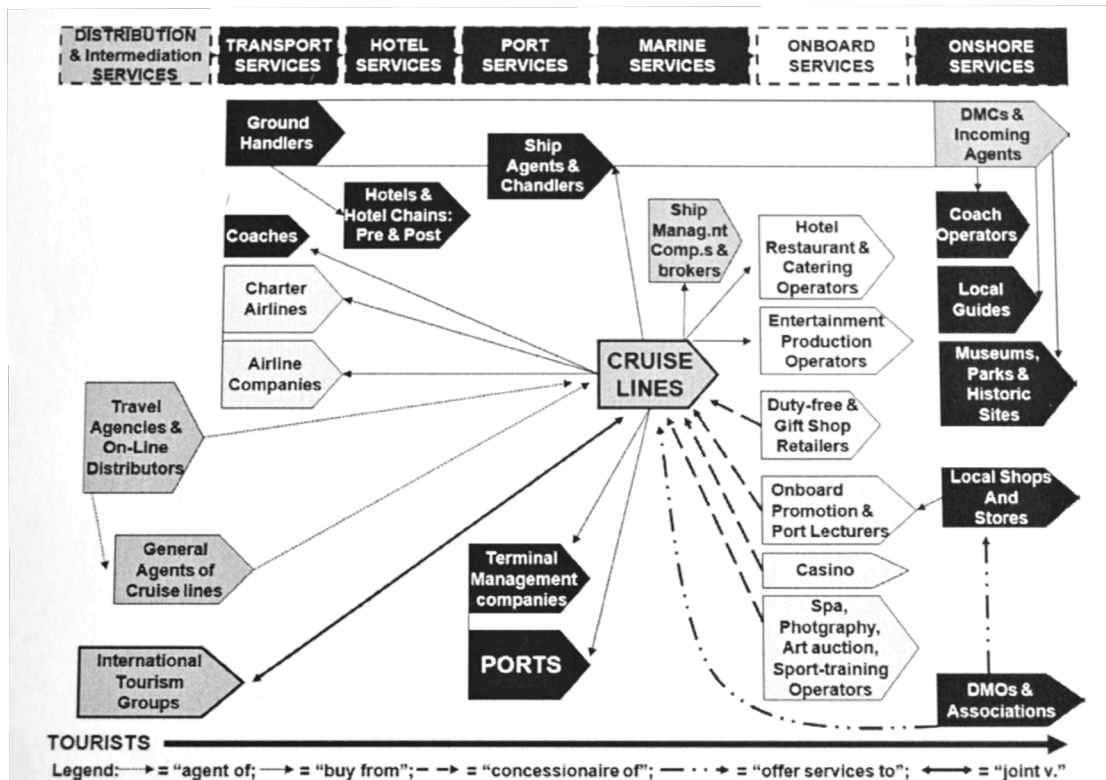 DISTRIBUTION
& Intermediation
SERVICES
TRANSPORT
SERVICES
HOTEL
SERVICES
PORT
SERVICES
MARINE
SERVICES
ONBOARD
SERVICES
ONSHORE
SERVICES
Ground
Handlers
Ship
Agents &
Chandlers
DMCs &
Incoming
Agents
Hotels &
Hotel Chains:
Pre & Post
Coaches
Ship
Manag.nt
Comp.s &
brokers
Hotel
Restaurant &
Catering
Operators
Coach
Operators
Charter
Airlines
Local
Guides
Entertainment
Production
Operators
Airline
Companies
CRUISE
LINES
Museums,
Parks &
Historic
Sites
Travel
Agencies &
On-Line
Distributors
Duty-free &
Gift Shop
Retailers
Onboard
Promotion &
Port Lecturers
Local Shops
And
Stores
General
Agents of
Cruise lines
Terminal
Management
companies
Casino
PORTS
Spa,
Photgraphy,
Art auction,
Sport-training
Operators
International
Tourism
Groups
DMOs &
Associations
TOURISTS
Legend: = "agent of; = "buy from"; = "concessionaire of"; = "offer services to"; = "joint v."